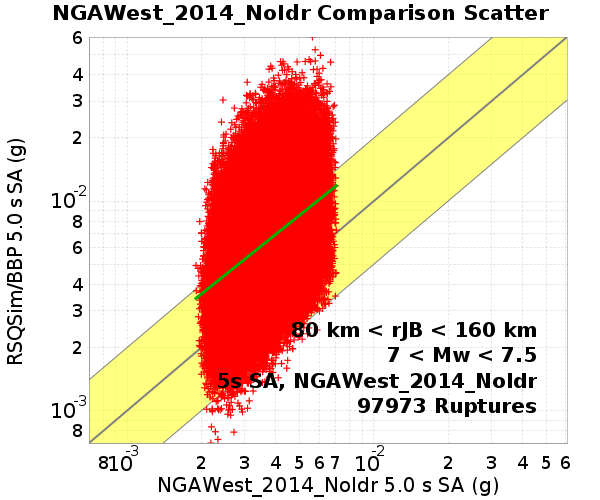 NGAWest_2014_NoIdr Comparison Scatter
6
4
3
2
10-2
8
6
4
3
2
10-3
8
RSQSim/BBP 5.0 s SA (g)
80 km < rJB < 160 km
7 < Mw < 7.5
5s SA, NGAWest_2014_NoIdr
97973 Ruptures
8 10-3 2 3 4 5 6 7 10-2 2 3 4 5 6
NGAWest_2014_NoIdr 5.0 s SA (g)